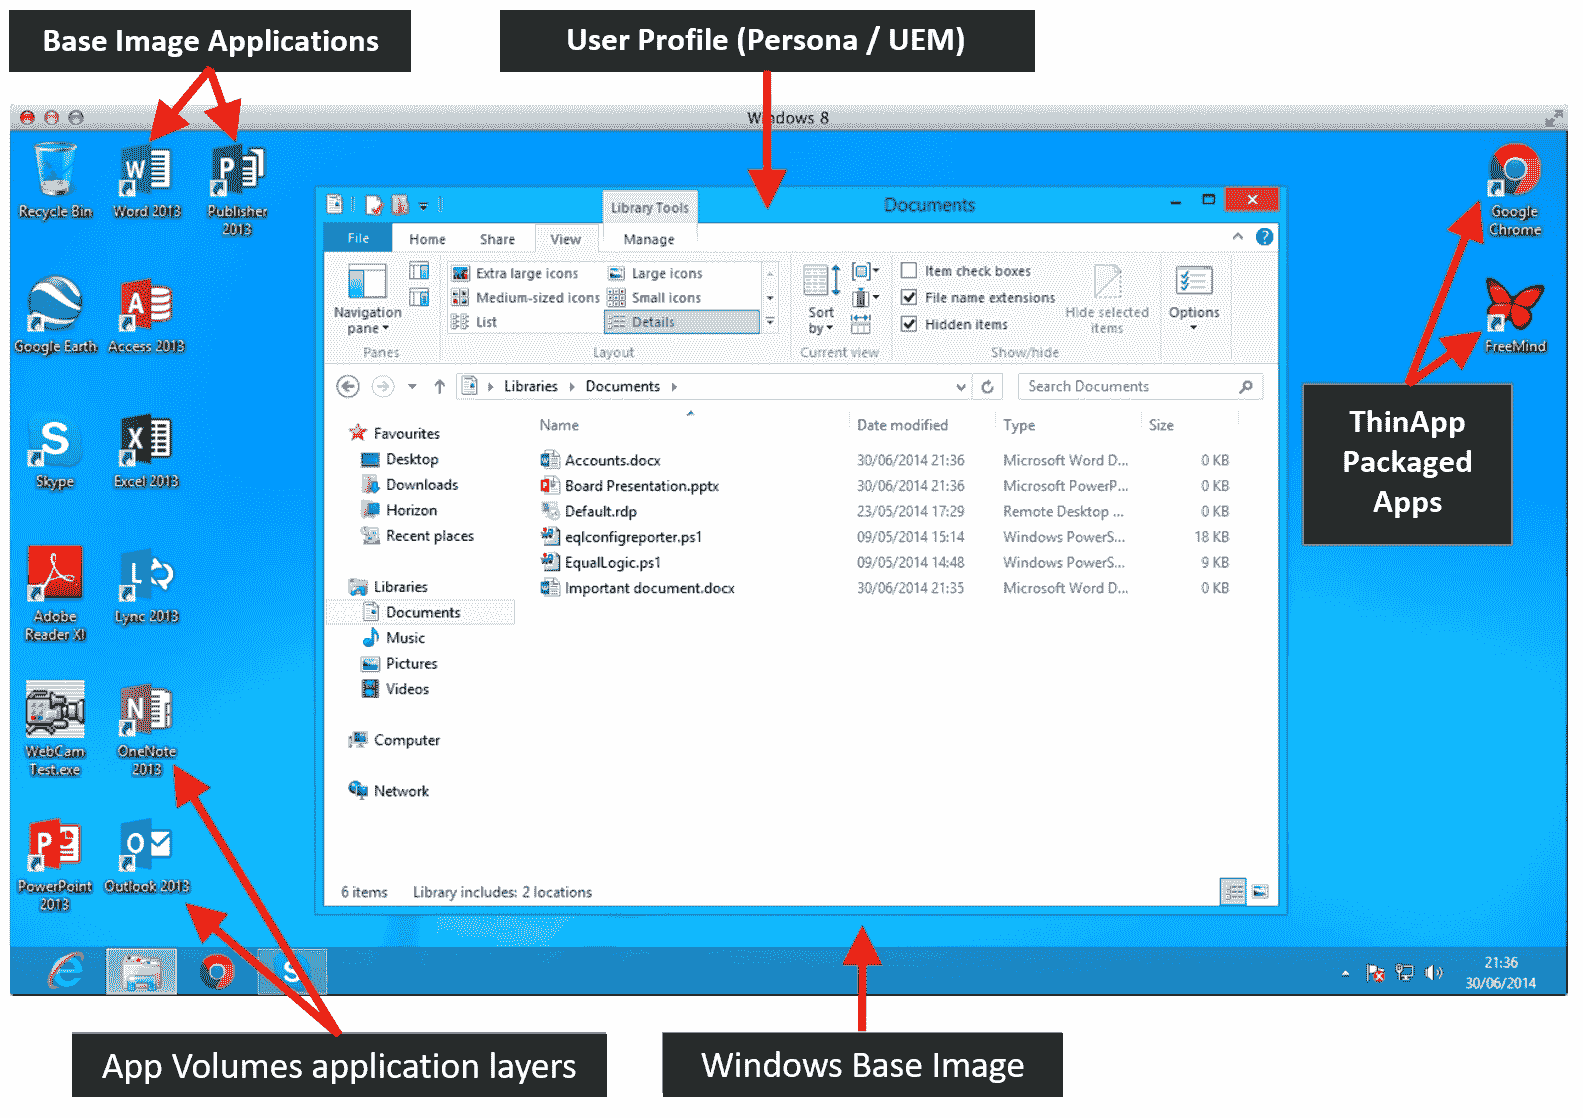 Base Image Applications
User Profile (Persona / UEM)
Windows 8
Recycle Bin
Word 2013
Publisher
2013
Google Earth
Access 2013
Skype
Excel 2013
Adobe
Reader XI
Lync 2013
WebCam
Test.exe
OneNote
2013
PowerPoint
2013
Outlook 2013
Library Tools
Documents
File
Home
Share
View
Manage
Navigation
pane
Panes
Extra large icons
Large icons
Medium-sized icons
Small icons
List
Details
Layout
Sort
by
Current view
Item check boxes
File name extensions
Hidden items
Hide selected
items
Show/hide
Options
Libraries
Documents
Search Documents
Favourites
Desktop
Downloads
Horizon
Recent places
Libraries
Documents
Music
Pictures
Videos
Computer
Network
Name Date modified Type Size
Accounts.docx 30/06/2014 21:36 Microsoft Word D... 0 KB
Board Presentation.pptx 30/06/2014 21:36 Microsoft PowerP... 0 KB
Default.rdp 23/05/2014 17:29 Remote Desktop ... 0 KB
eqlconfigreporter.ps1 09/05/2014 15:14 Windows PowerS... 18 KB
EqualLogic.ps1 09/05/2014 14:48 Windows PowerS... 9 KB
Important document.docx 30/06/2014 21:35 Microsoft Word D... 0 KB
6 items Library includes: 2 locations
Google
Chrome
FreeMind
ThinApp
Packaged
Apps
21:36
30/06/2014
App Volumes application layers
Windows Base Image